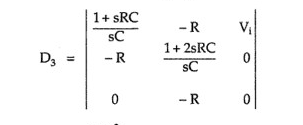 D₃ = | (1 + sRC)/sC   – R   Vᵢ |
| – R   (1 + 2sRC)/sC   0 |
| 0   – R   0 |